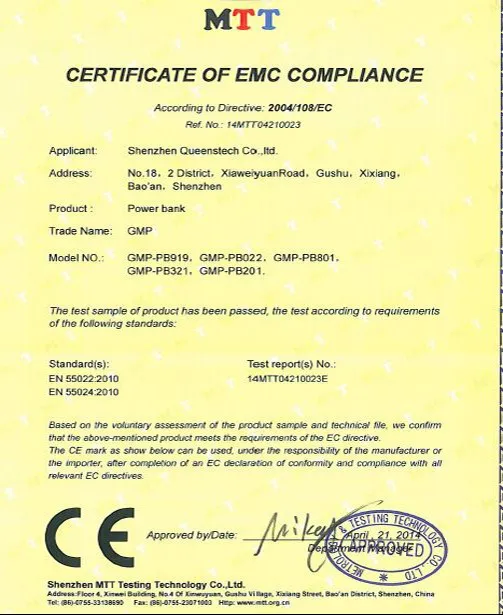 MTT
CERTIFICATE OF EMC COMPLIANCE
According to Directive: 2004/108/EC
Ref. No.: 14MTT04210023
Applicant: Shenzhen Queenstech Co.,ltd.
Address: No.18, 2 District, XiaweiyuanRoad, Gushu, Xixiang,
Bao'an, Shenzhen
Product : Power bank
Trade Name: GMP
Model NO.: GMP-PB919, GMP-PB022, GMP-PB801,
GMP-PB321, GMP-PB201.
The test sample of product has been passed, the test according to requirements
of the following standards:
Standard(s): Test report(s) No.:
EN 55022:2010 14MTT04210023E
EN 55024:2010
Based on the voluntary assessment of the product sample and technical file, we confirm
that the above-mentioned product meets the requirements of the EC directive.
The CE mark as show below can be used, under the responsibility of the manufacturer or
the importer, after completion of an EC declaration of conformity and compliance with all
relevant EC directives.
CE
Approved by/Date: Mikey April , 21, 2014
Department Manager
& TESTING TECHNOLOGY CO. LTD
APPROVED
Shenzhen MTT Testing Technology Co.,Ltd.
Address:Floor 4, Xinwei Building, No.4 Of Xinwuyuan, Gushu Village, Xixiang Street, Bao'an District, Shenzhen, China
Tel: (86)-0755-33138690 Fax: (86)-0755-23071003 Http: www.mtt.org.cn